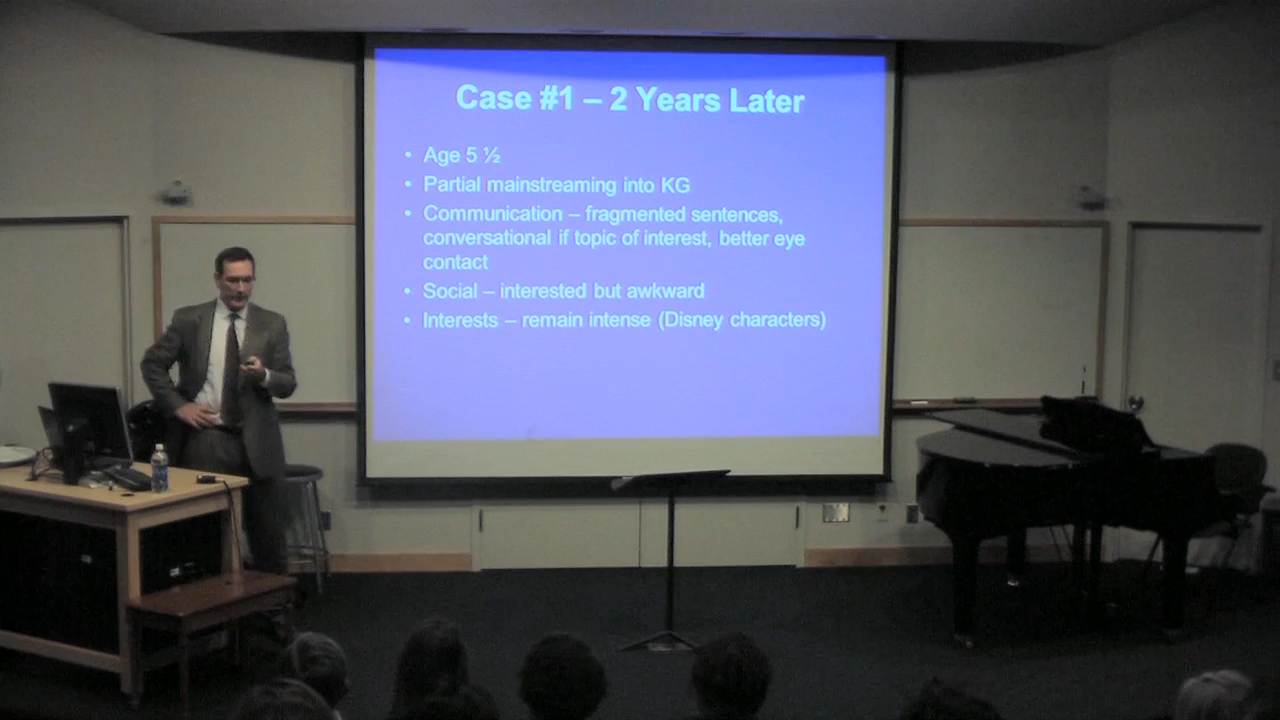 Case #1 – 2 Years Later
• Age 5 ½
• Partial mainstreaming into KG
• Communication – fragmented sentences,
conversational if topic of interest, better eye
contact
• Social – interested but awkward
• Interests – remain intense (Disney characters)